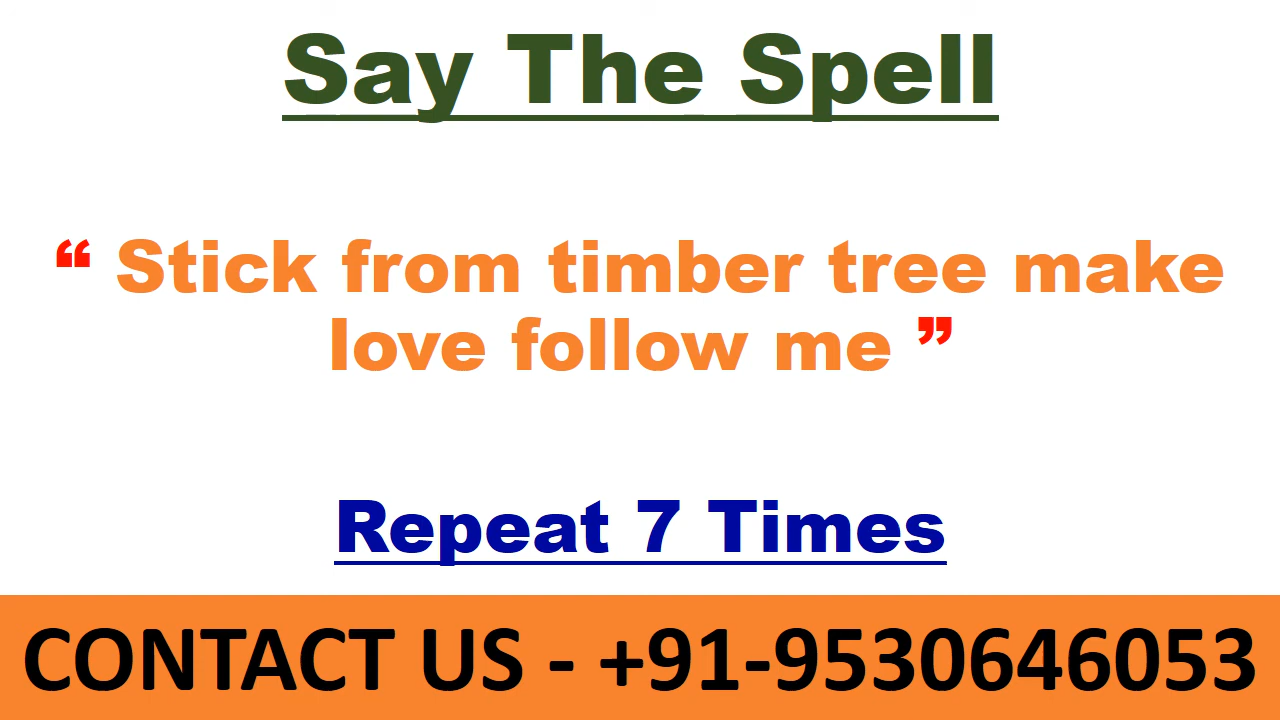 Say The Spell
“ Stick from timber tree make
love follow me ”
Repeat 7 Times
CONTACT US - +91-9530646053